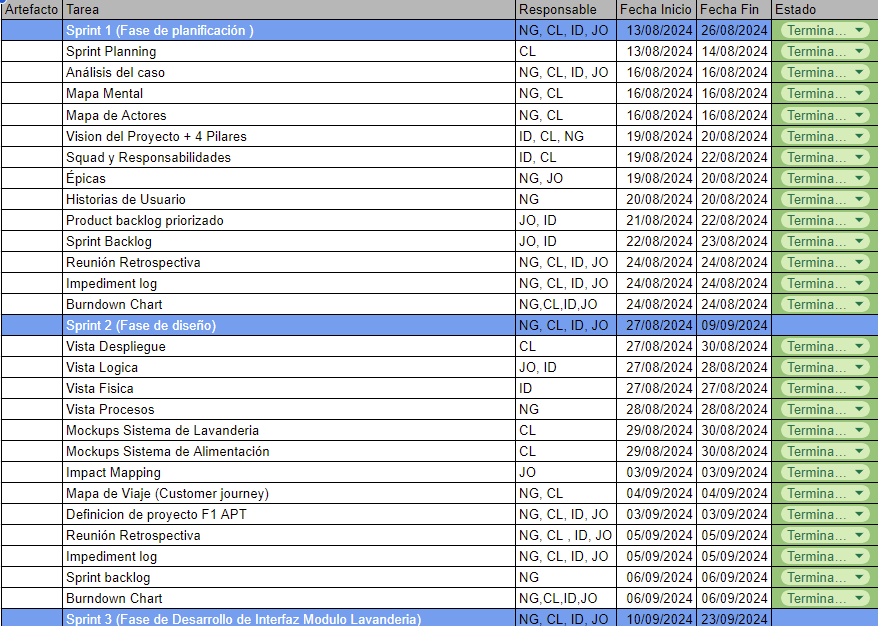 Artefacto Tarea Responsable Fecha Inicio Fecha Fin Estado
Sprint 1 (Fase de planificación ) NG, CL, ID, JO 13/08/2024 26/08/2024 Termina...
Sprint Planning CL 13/08/2024 14/08/2024 Termina...
Análisis del caso NG, CL, ID, JO 16/08/2024 16/08/2024 Termina...
Mapa Mental NG, CL 16/08/2024 16/08/2024 Termina...
Mapa de Actores NG, CL 16/08/2024 16/08/2024 Termina...
Vision del Proyecto + 4 Pilares ID, CL, NG 19/08/2024 20/08/2024 Termina...
Squad y Responsabilidades ID, CL 19/08/2024 22/08/2024 Termina...
Épicas NG, JO 19/08/2024 20/08/2024 Termina...
Historias de Usuario NG 20/08/2024 20/08/2024 Termina...
Product backlog priorizado JO, ID 21/08/2024 22/08/2024 Termina...
Sprint Backlog JO, ID 22/08/2024 23/08/2024 Termina...
Reunión Retrospectiva NG, CL, ID, JO 24/08/2024 24/08/2024 Termina...
Impediment log NG, CL, ID, JO 24/08/2024 24/08/2024 Termina...
Burndown Chart NG,CL,ID,JO 24/08/2024 24/08/2024 Termina...
Sprint 2 (Fase de diseño) NG, CL, ID, JO 27/08/2024 09/09/2024
Vista Despliegue CL 27/08/2024 30/08/2024 Termina...
Vista Logica JO, ID 27/08/2024 28/08/2024 Termina...
Vista Fisica ID 27/08/2024 27/08/2024 Termina...
Vista Procesos NG 28/08/2024 28/08/2024 Termina...
Mockups Sistema de Lavanderia CL 29/08/2024 30/08/2024 Termina...
Mockups Sistema de Alimentación CL 29/08/2024 30/08/2024 Termina...
Impact Mapping JO 03/09/2024 03/09/2024 Termina...
Mapa de Viaje (Customer journey) NG, CL 04/09/2024 04/09/2024 Termina...
Definicion de proyecto F1 APT NG, CL, ID, JO 03/09/2024 03/09/2024 Termina...
Reunión Retrospectiva NG, CL , ID, JO 05/09/2024 05/09/2024 Termina...
Impediment log NG, CL, ID, JO 05/09/2024 05/09/2024 Termina...
Sprint backlog NG 06/09/2024 06/09/2024 Termina...
Burndown Chart NG,CL,ID,JO 06/09/2024 06/09/2024 Termina...
Sprint 3 (Fase de Desarrollo de Interfaz Modulo Lavanderia) NG, CL, ID, JO 10/09/2024 23/09/2024